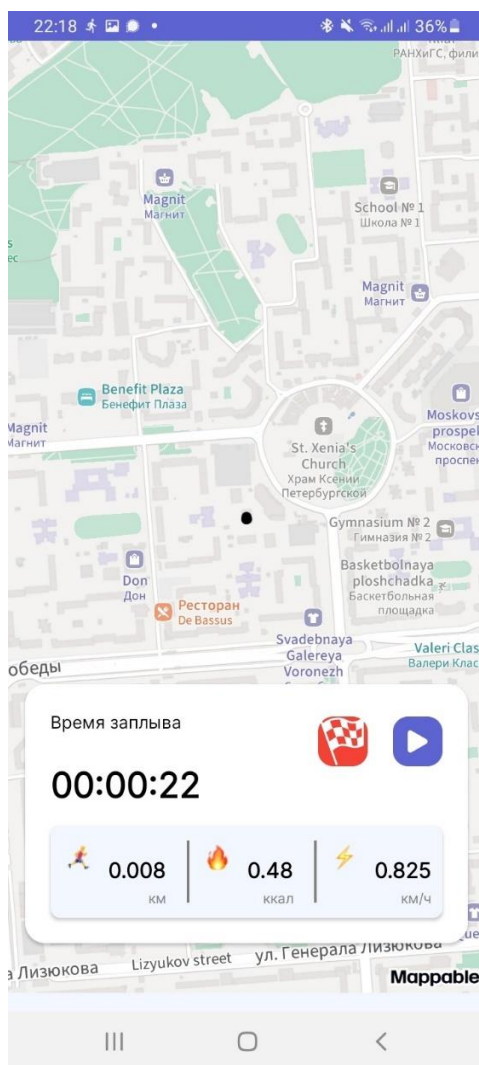 22:18
36%
РАНХиГС, фили
Magnit
Магнит
School № 1
Школа № 1
Magnit
Магнит
Benefit Plaza
Бенефит Плаза
Magnit
Магнит
St. Xenia's
Church
Храм Ксении
Петербургской
Moskovs
prospek
Московск
проспек
Gymnasium № 2
Гимназия № 2
Basketbolnaya
ploshchadka
Баскетбольная
площадка
Don
Дон
Ресторан
De Bassus
Svadebnaya
Galereya
Voronezh
Valeri Clas
Валери Клас
обеды
Время заплыва
00:00:22
0.008
км
0.48
ккал
0.825
км/ч
Лизюкова
Lizyukov street
ул. Генерала Лизюкова
Mappable